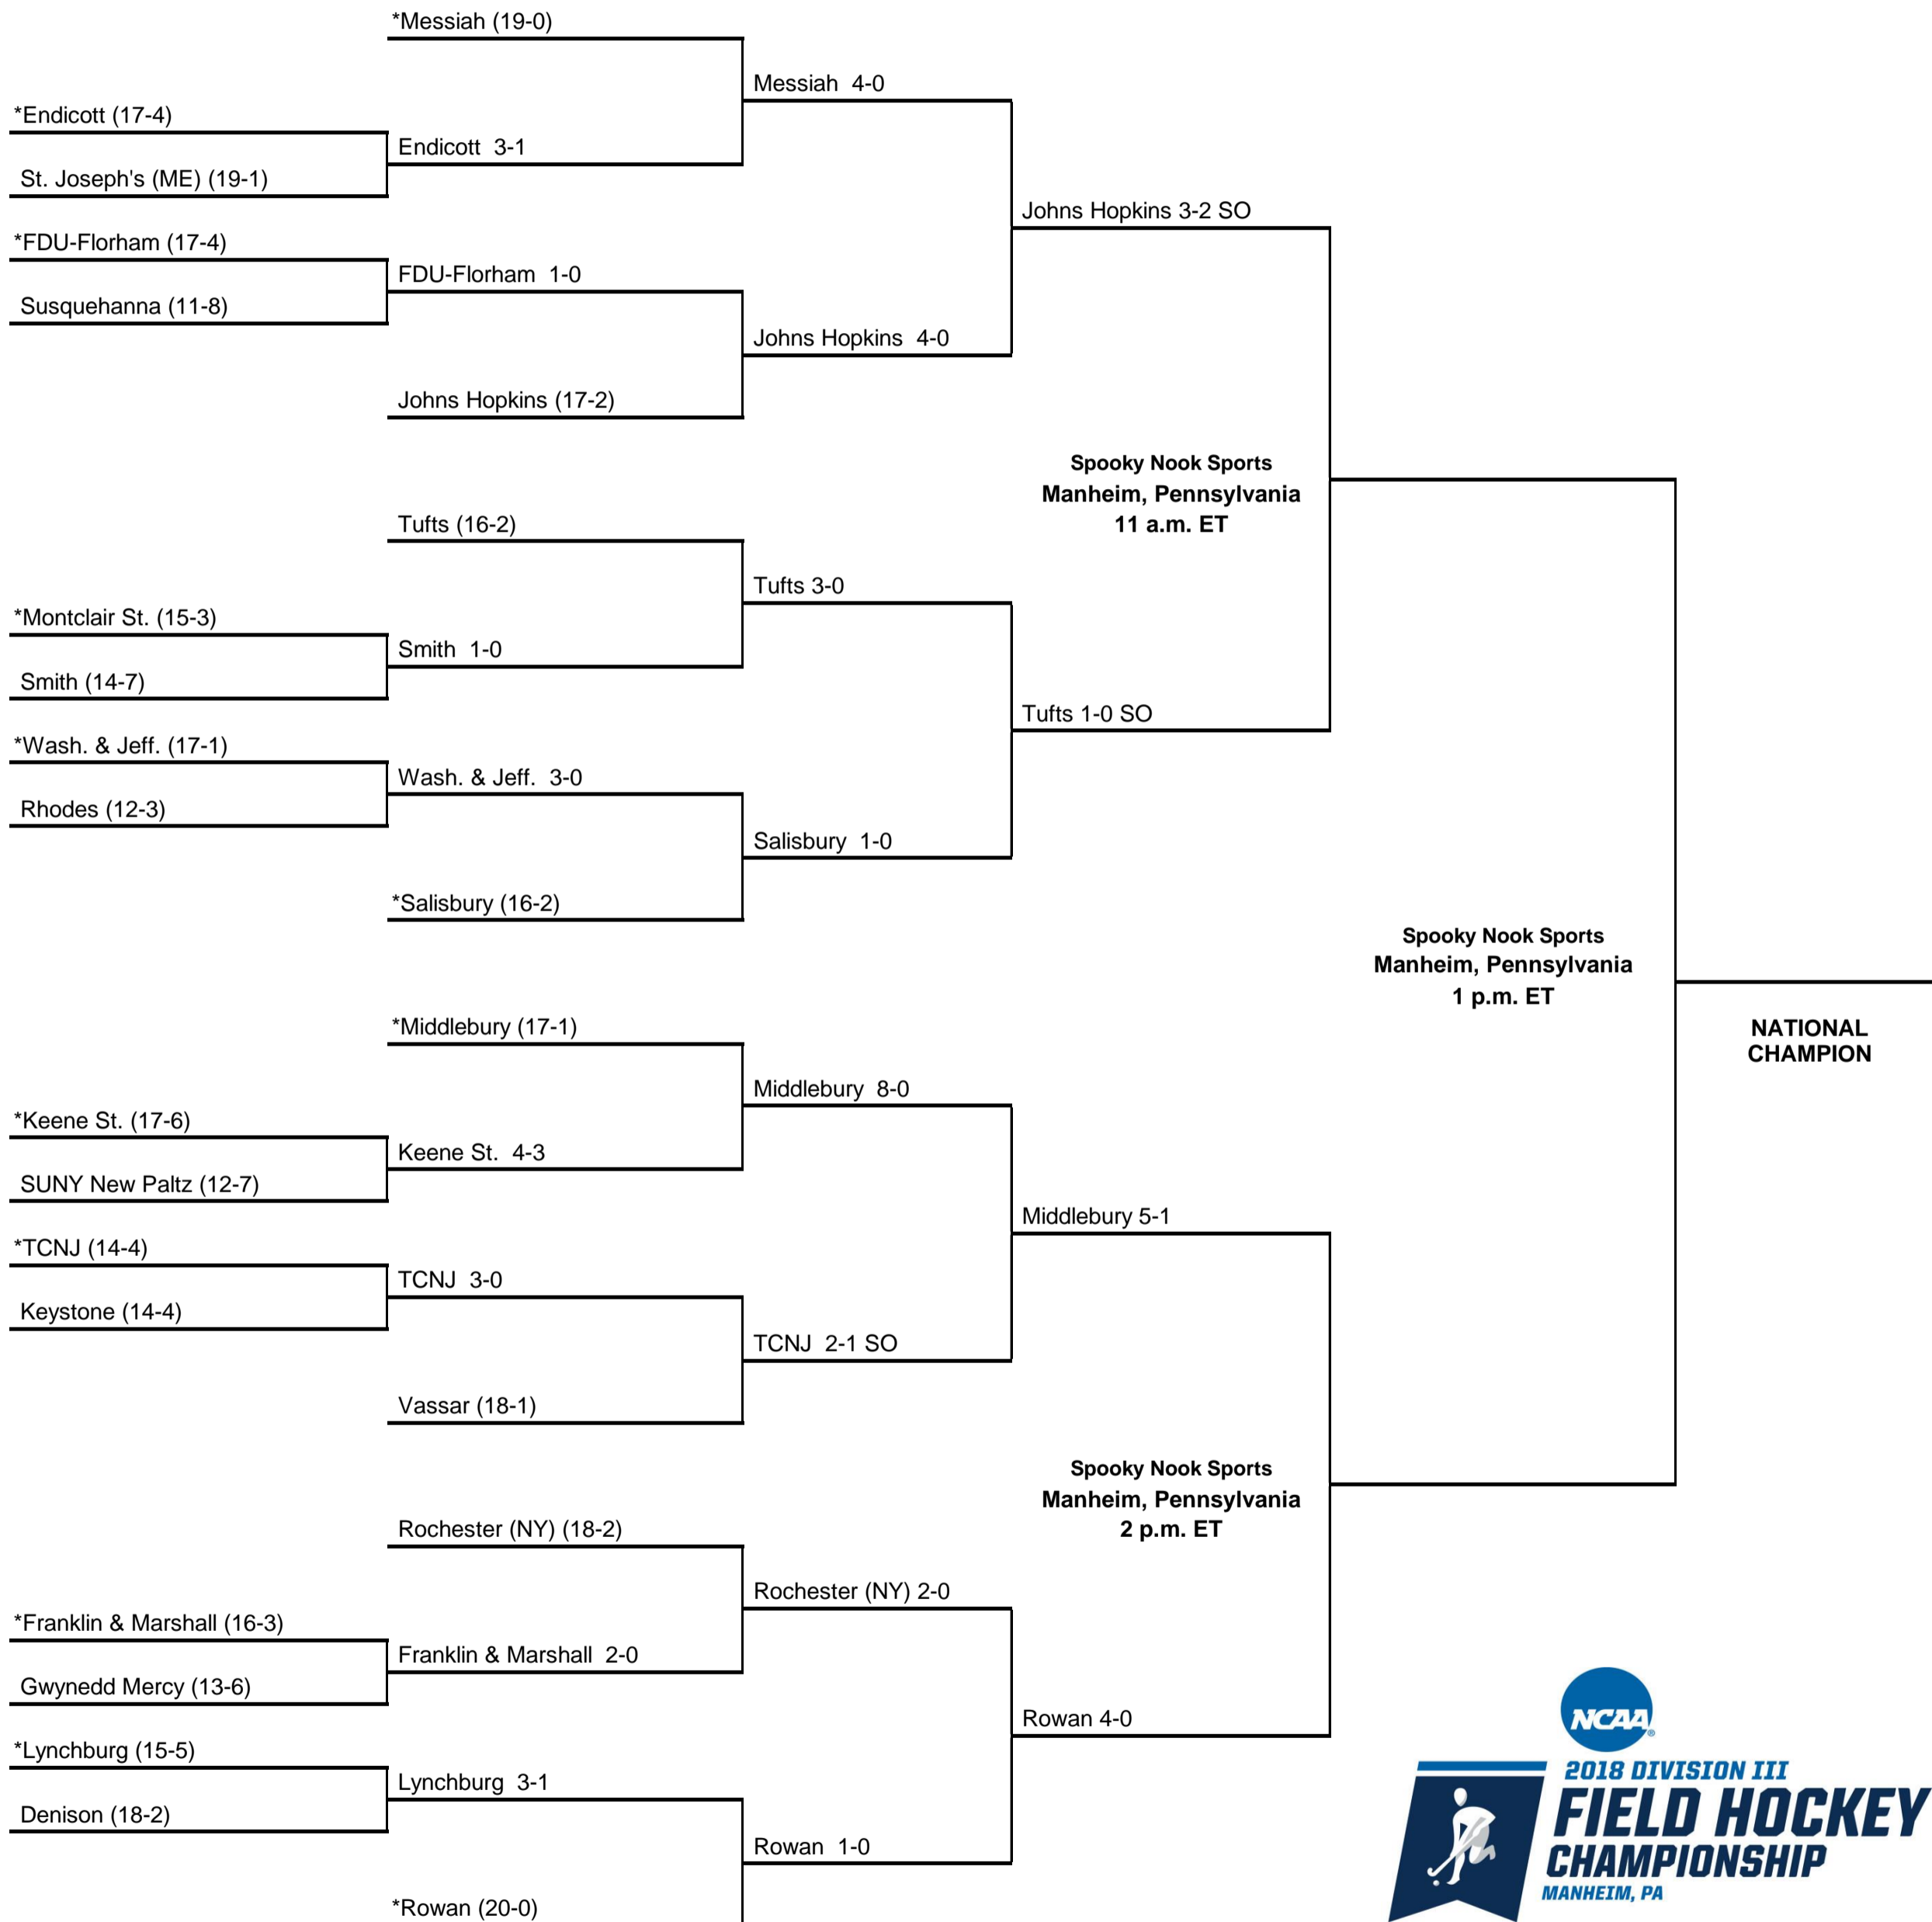 *Messiah (19-0)
Messiah  4-0
*Endicott (17-4)
Endicott  3-1
St. Joseph's (ME) (19-1)
Johns Hopkins 3-2 SO
*FDU-Florham (17-4)
FDU-Florham  1-0
Susquehanna (11-8)
Johns Hopkins  4-0
Johns Hopkins (17-2)
Spooky Nook Sports
Manheim, Pennsylvania
11 a.m. ET
Tufts (16-2)
Tufts 3-0
*Montclair St. (15-3)
Smith  1-0
Smith (14-7)
Tufts 1-0 SO
*Wash. & Jeff. (17-1)
Wash. & Jeff.  3-0
Rhodes (12-3)
Salisbury  1-0
*Salisbury (16-2)
Spooky Nook Sports
Manheim, Pennsylvania
1 p.m. ET
NATIONAL
CHAMPION
*Middlebury (17-1)
Middlebury  8-0
*Keene St. (17-6)
Keene St.  4-3
SUNY New Paltz (12-7)
Middlebury 5-1
*TCNJ (14-4)
TCNJ  3-0
Keystone (14-4)
TCNJ  2-1 SO
Vassar (18-1)
Spooky Nook Sports
Manheim, Pennsylvania
2 p.m. ET
Rochester (NY) (18-2)
Rochester (NY) 2-0
*Franklin & Marshall (16-3)
Franklin & Marshall  2-0
Gwynedd Mercy (13-6)
Rowan 4-0
*Lynchburg (15-5)
Lynchburg  3-1
Denison (18-2)
Rowan  1-0
*Rowan (20-0)
NCAA®
2018 DIVISION III
FIELD HOCKEY
CHAMPIONSHIP
MANHEIM, PA